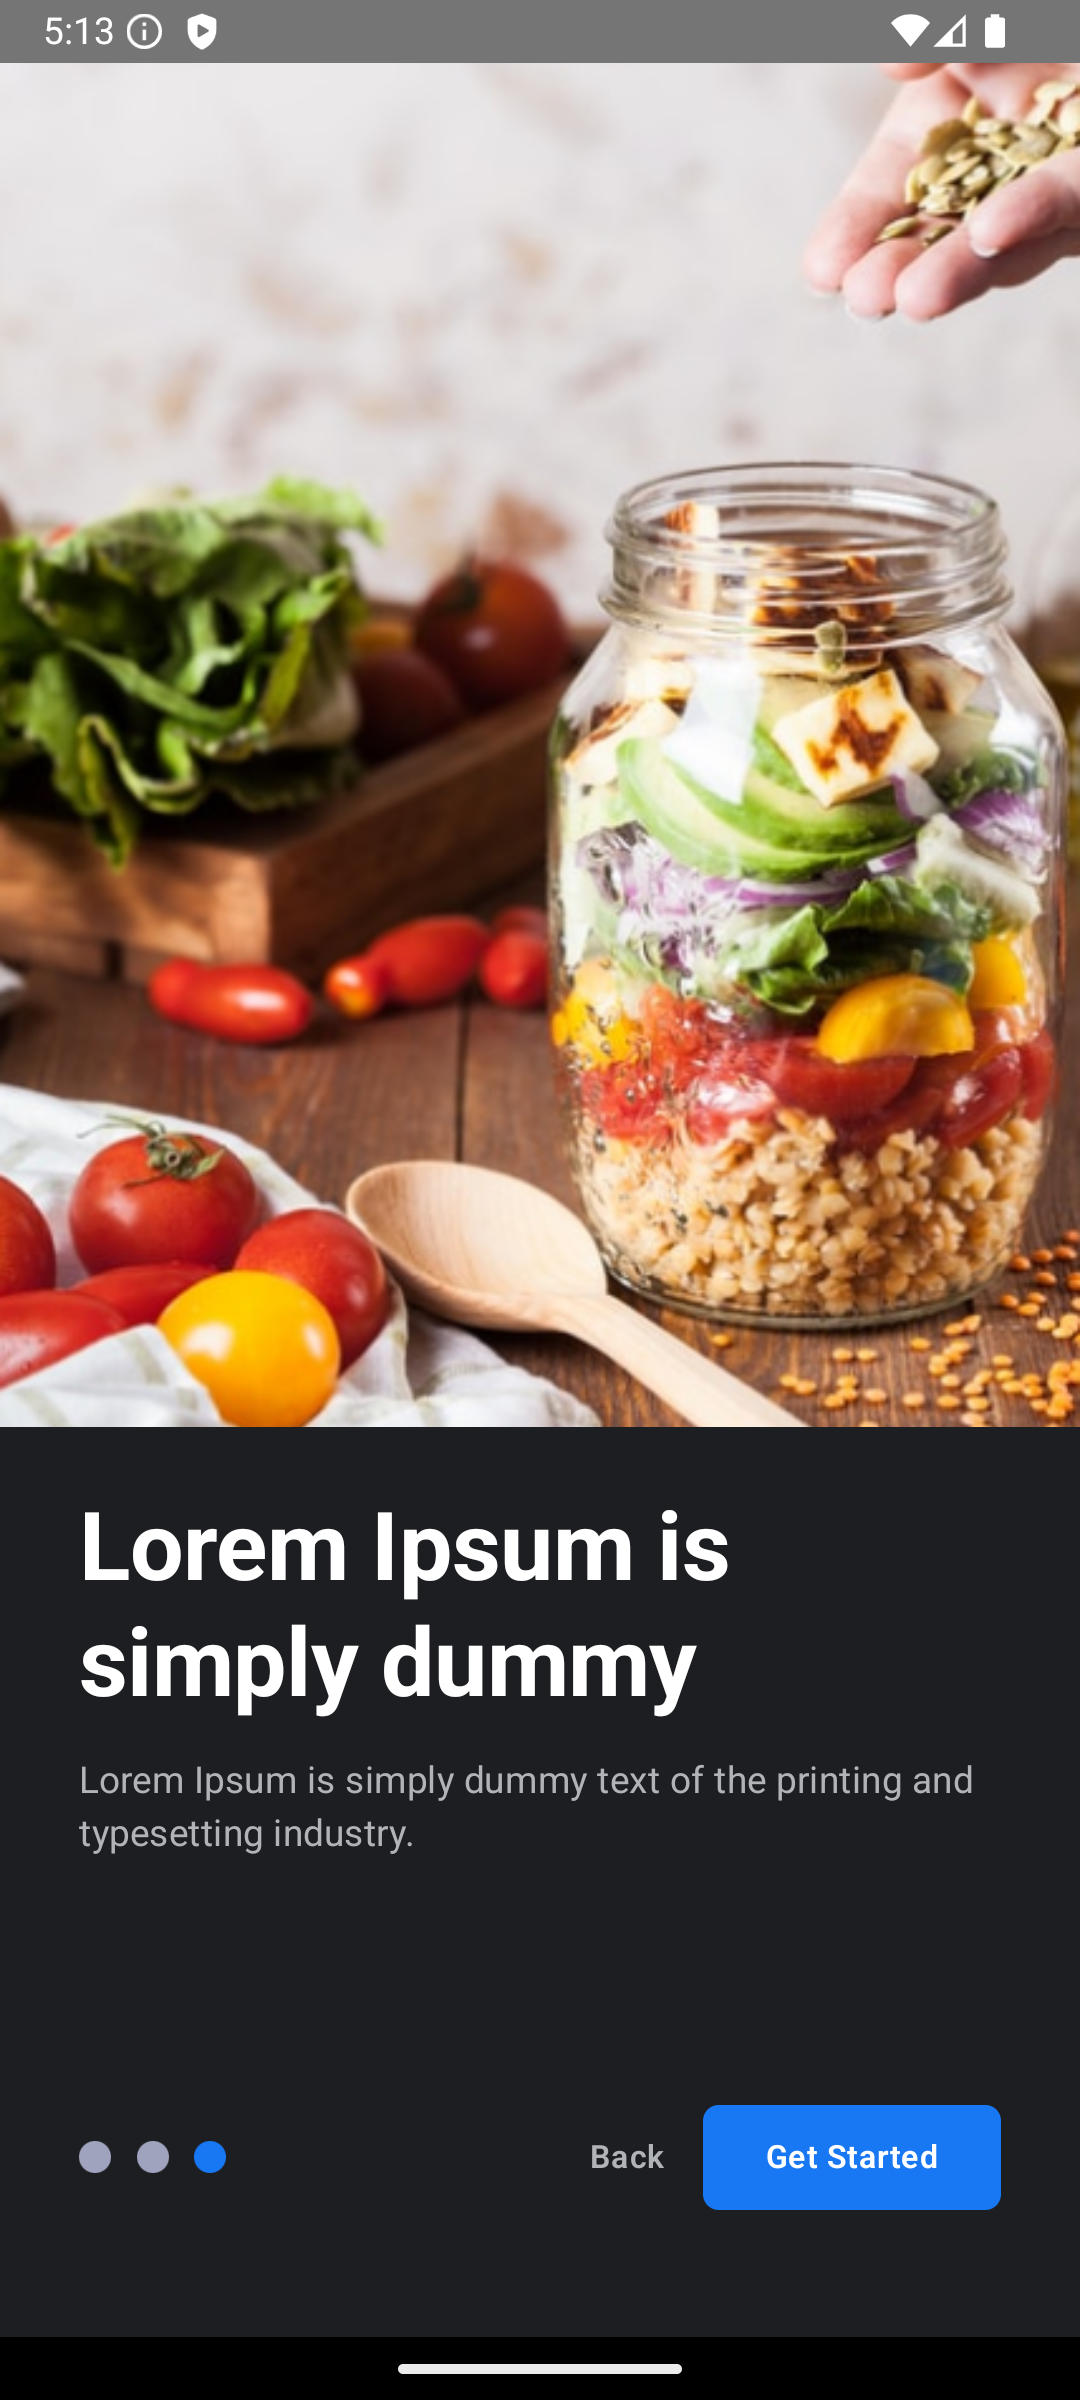 5:13
Lorem Ipsum is
simply dummy
Lorem Ipsum is simply dummy text of the printing and
typesetting industry.
Back
Get Started